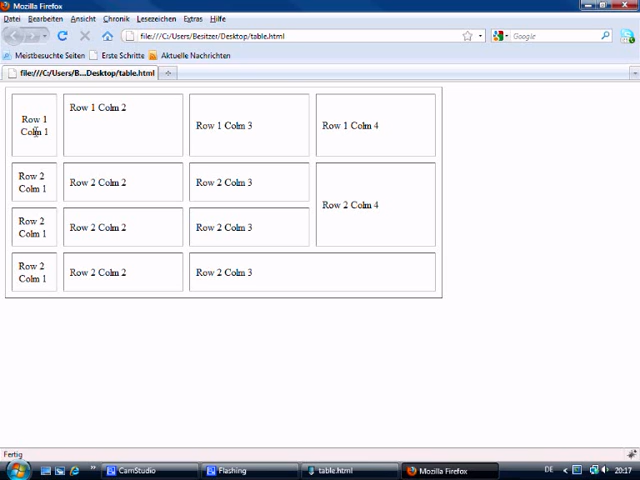 Mozilla Firefox
Datei Bearbeiten Ansicht Chronik Lesezeichen Extras Hilfe
file:///C:/Users/Besitzer/Desktop/table.html
Google
Meistbesuchte Seiten Erste Schritte Aktuelle Nachrichten
file:///C:/Users/B...Desktop/table.html
Row 1
Colm 1
Row 1 Colm 2
Row 1 Colm 3
Row 1 Colm 4
Row 2
Colm 1
Row 2 Colm 2
Row 2 Colm 3
Row 2 Colm 4
Row 2
Colm 1
Row 2 Colm 2
Row 2 Colm 3
Row 2
Colm 1
Row 2 Colm 2
Row 2 Colm 3
Fertig
CamStudio
Flashing
table.html
Mozilla Firefox
DE
20:17